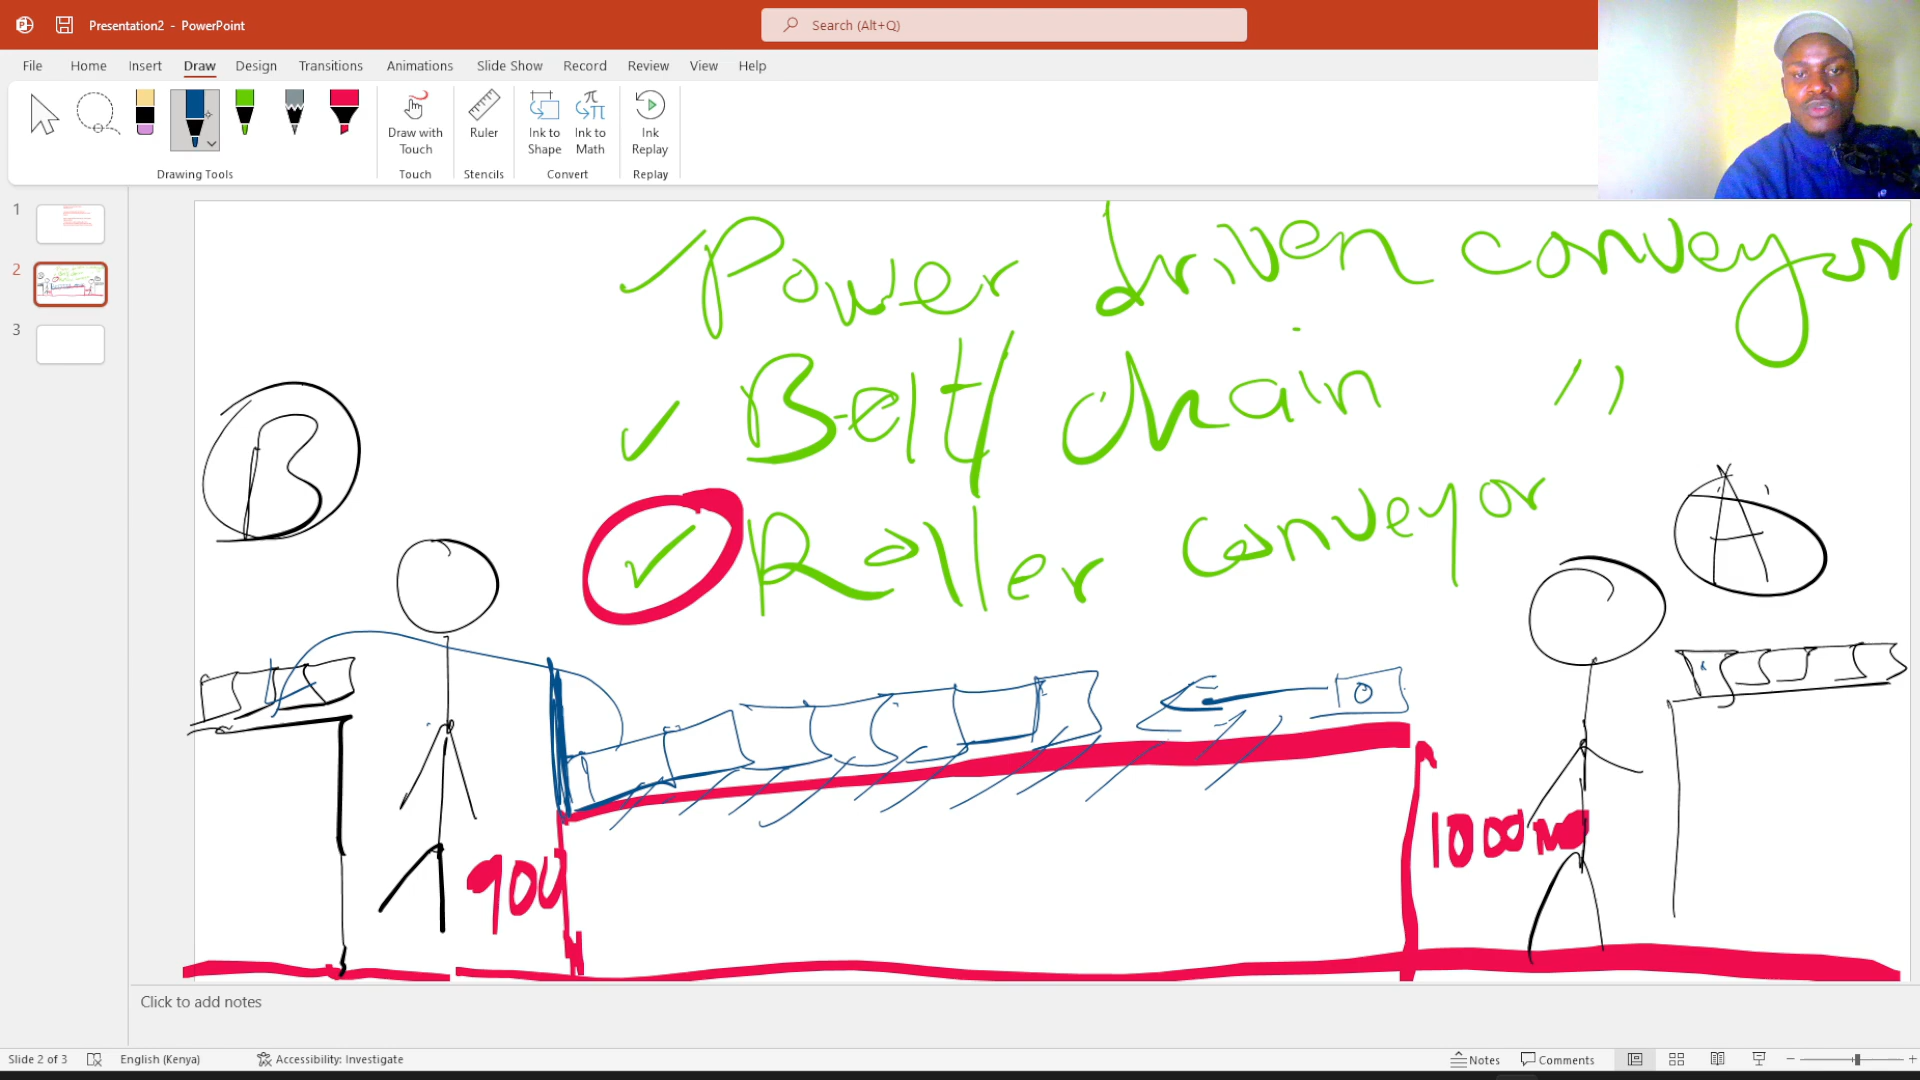 Presentation2 - PowerPoint
Search (Alt+Q)
File Home Insert Draw Design Transitions Animations Slide Show Record Review View Help
Draw with Touch
Ruler
Ink to Shape
Ink to Math
Ink Replay
Drawing Tools Touch Stencils Convert Replay
1
2
3
Power driven conveyor
Belt/ chain "
Roller conveyor
B
A
900
1000
Click to add notes
Slide 2 of 3 English (Kenya) Accessibility: Investigate Notes Comments